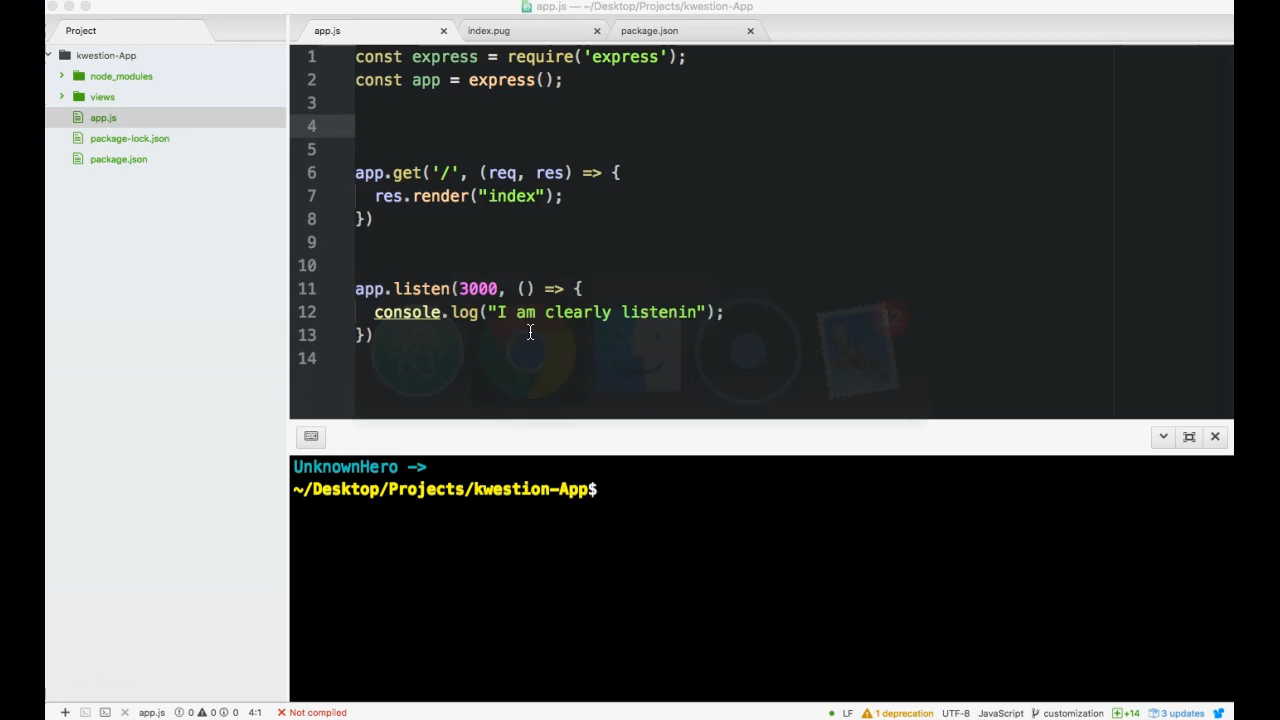 app.js — ~/Desktop/Projects/kwestion-App
Project
app.js
index.pug
package.json
kwestion-App
node_modules
views
app.js
package-lock.json
package.json
1 const express = require('express');
2 const app = express();
3
4
5
6 app.get('/', (req, res) => {
7 res.render("index");
8 })
9
10
11 app.listen(3000, () => {
12 console.log("I am clearly listenin");
13 })
14
UnknownHero ->
~/Desktop/Projects/kwestion-App$
app.js 0 0 0 4:1 Not compiled LF 1 deprecation UTF-8 JavaScript customization +14 3 updates